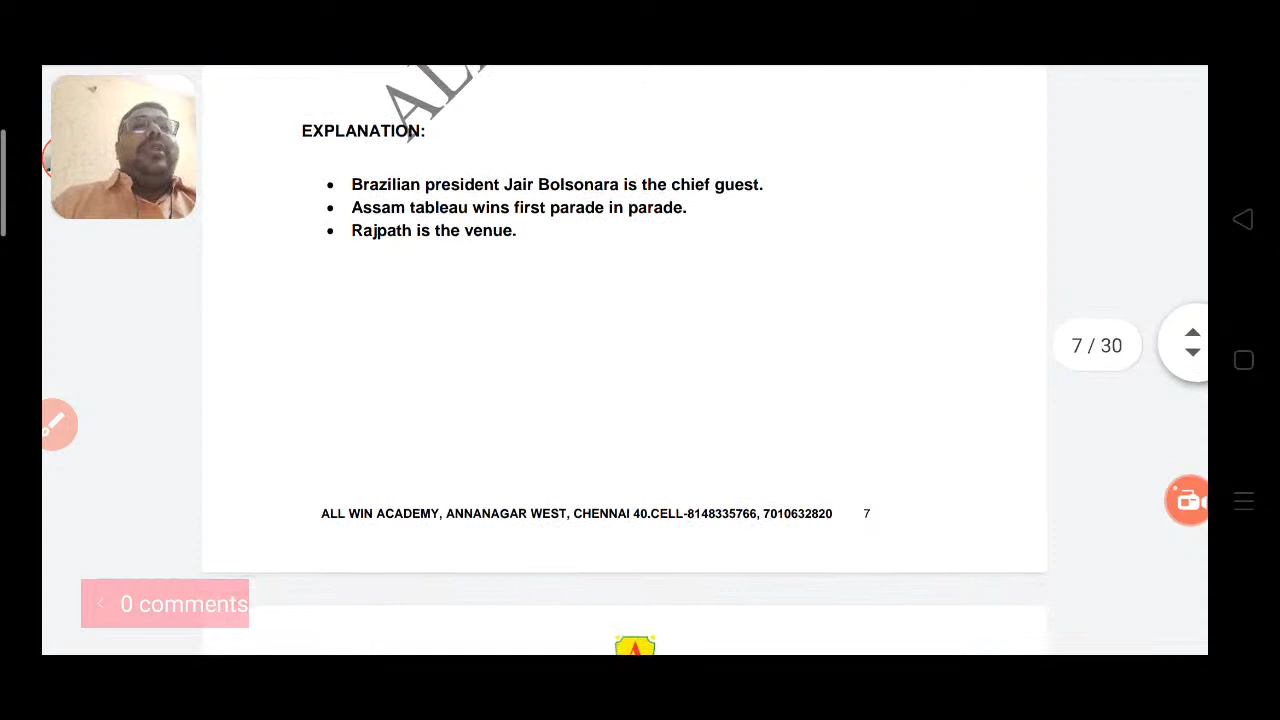 AL
EXPLANATION:
Brazilian president Jair Bolsonara is the chief guest.
Assam tableau wins first parade in parade.
Rajpath is the venue.
7 / 30
ALL WIN ACADEMY, ANNANAGAR WEST, CHENNAI 40.CELL-8148335766, 7010632820 7
0 comments
A